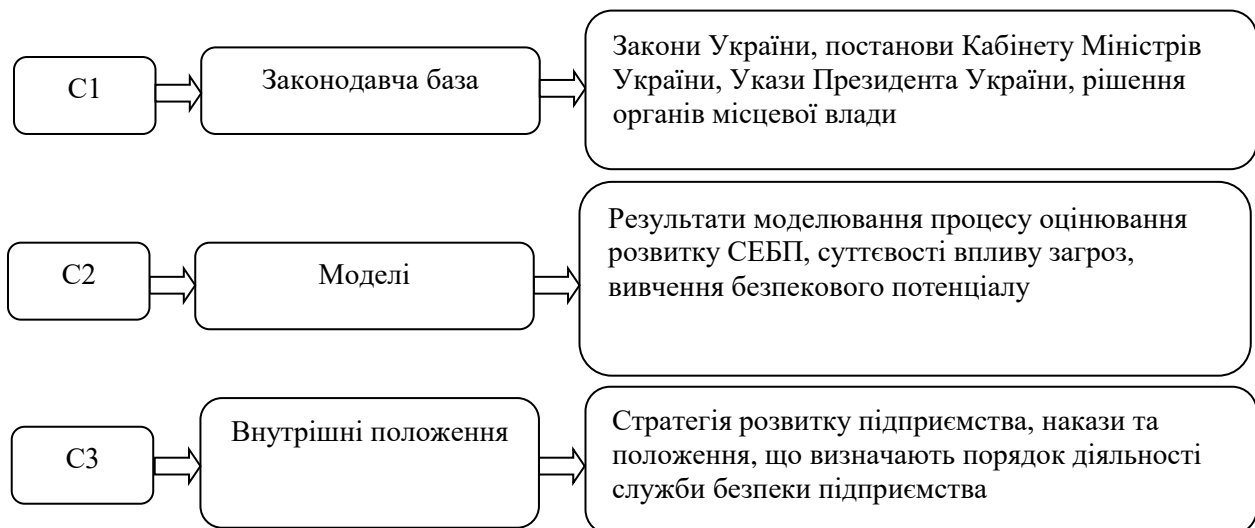 С1
Законодавча база
Закони України, постанови Кабінету Міністрів
України, Укази Президента України, рішення
органів місцевої влади
С2
Моделі
Результати моделювання процесу оцінювання
розвитку СЕБП, суттєвості впливу загроз,
вивчення безпекового потенціалу
С3
Внутрішні положення
Стратегія розвитку підприємства, накази та
положення, що визначають порядок діяльності
служби безпеки підприємства